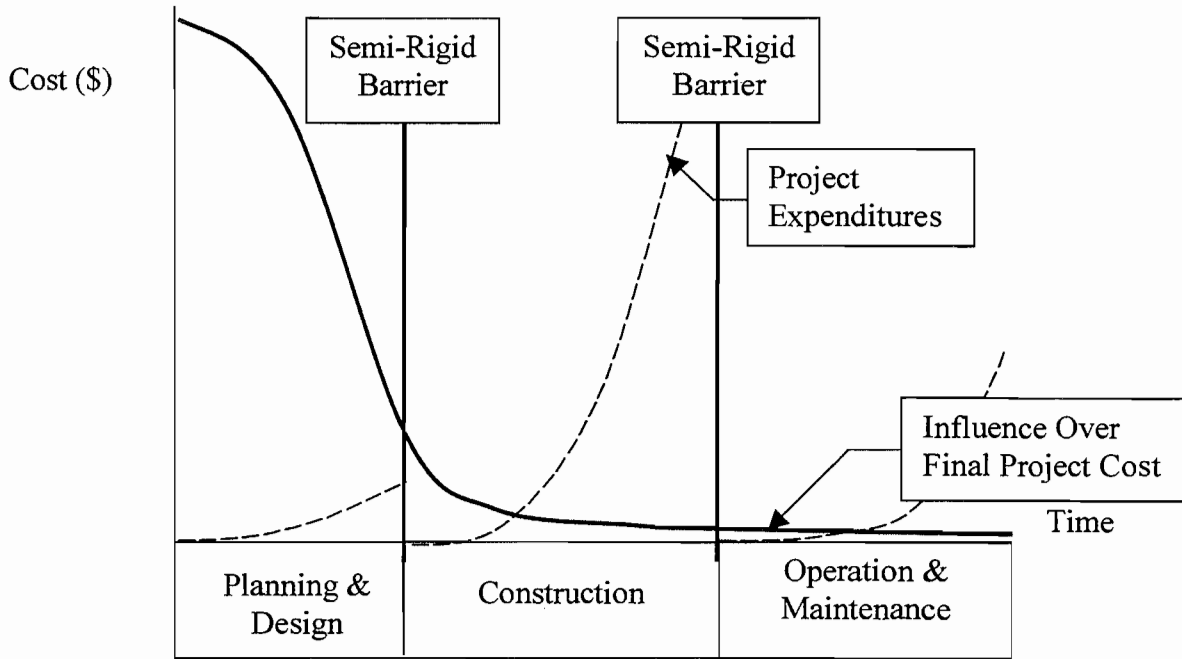 Cost ($)
Semi-Rigid
Barrier
Semi-Rigid
Barrier
Project
Expenditures
Influence Over
Final Project Cost
Time
Planning &
Design
Construction
Operation &
Maintenance